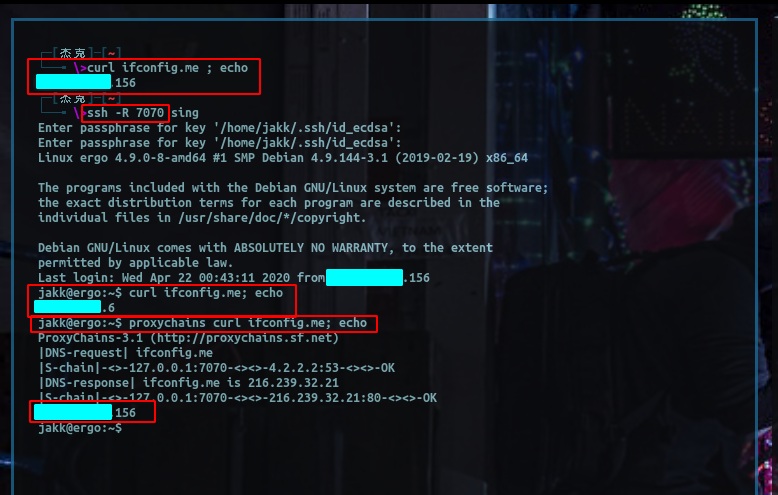 ┌─[杰克]─[~]
└──╼ \>curl ifconfig.me ; echo
.156
┌─[杰克]─[~]
└──╼ \>ssh -R 7070 sing
Enter passphrase for key '/home/jakk/.ssh/id_ecdsa':
Enter passphrase for key '/home/jakk/.ssh/id_ecdsa':
Linux ergo 4.9.0-8-amd64 #1 SMP Debian 4.9.144-3.1 (2019-02-19) x86_64
The programs included with the Debian GNU/Linux system are free software;
the exact distribution terms for each program are described in the
individual files in /usr/share/doc/*/copyright.
Debian GNU/Linux comes with ABSOLUTELY NO WARRANTY, to the extent
permitted by applicable law.
Last login: Wed Apr 22 00:43:11 2020 from .156
jakk@ergo:~$ curl ifconfig.me; echo
.6
jakk@ergo:~$ proxychains curl ifconfig.me; echo
ProxyChains-3.1 (http://proxychains.sf.net)
|DNS-request| ifconfig.me
|S-chain|-<>-127.0.0.1:7070-<><>-4.2.2.2:53-<><>-OK
|DNS-response| ifconfig.me is 216.239.32.21
|S-chain|-<>-127.0.0.1:7070-<><>-216.239.32.21:80-<><>-OK
.156
jakk@ergo:~$